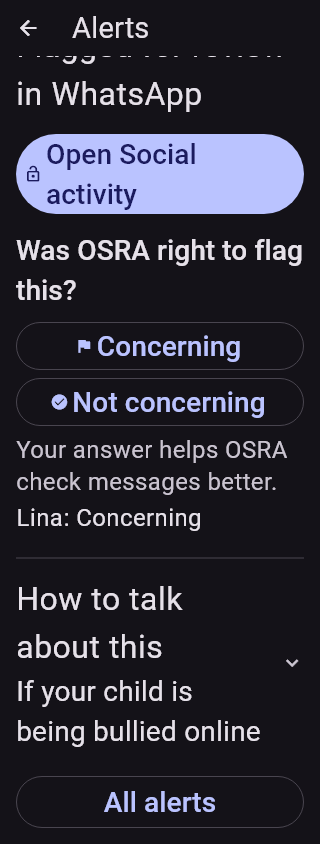 Alerts
in WhatsApp
Open Social
activity
Was OSRA right to flag
this?
Concerning
Not concerning
Your answer helps OSRA
check messages better.
Lina: Concerning
How to talk
about this
If your child is
being bullied online
All alerts